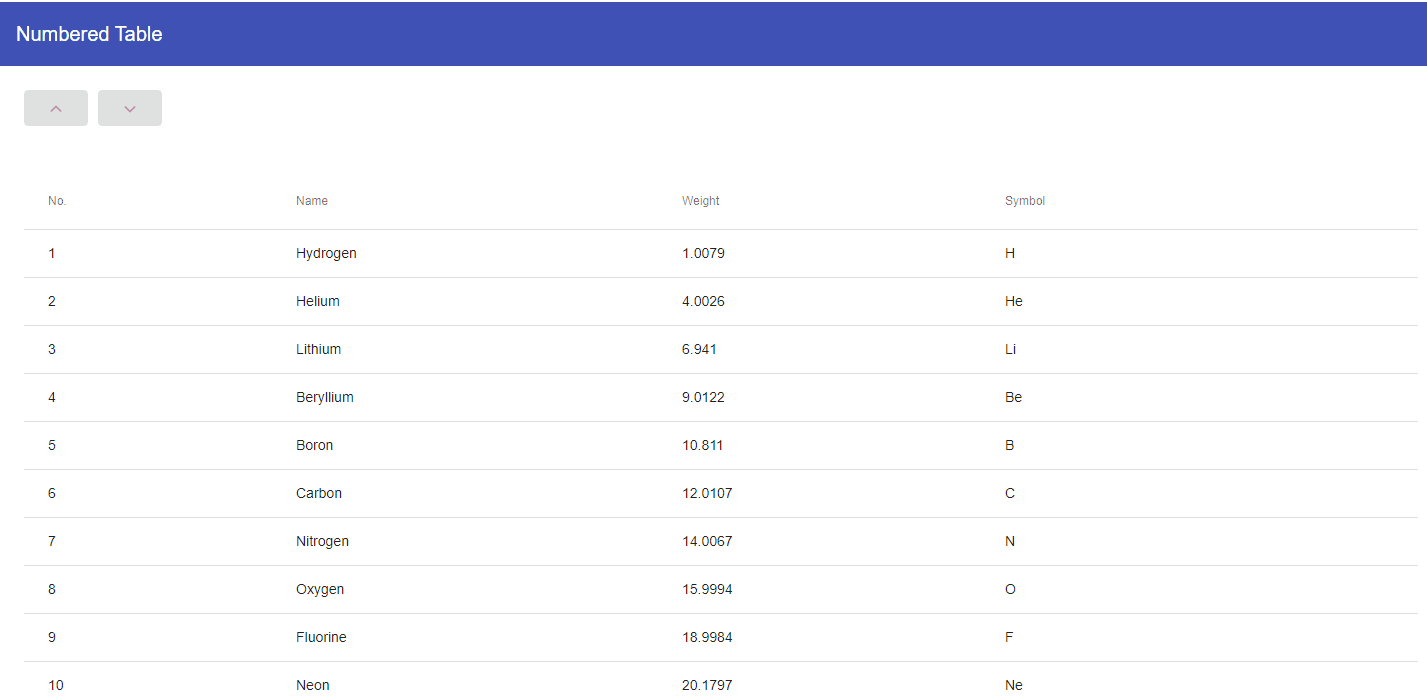 Numbered Table
No. Name Weight Symbol
1 Hydrogen 1.0079 H
2 Helium 4.0026 He
3 Lithium 6.941 Li
4 Beryllium 9.0122 Be
5 Boron 10.811 B
6 Carbon 12.0107 C
7 Nitrogen 14.0067 N
8 Oxygen 15.9994 O
9 Fluorine 18.9984 F
10 Neon 20.1797 Ne